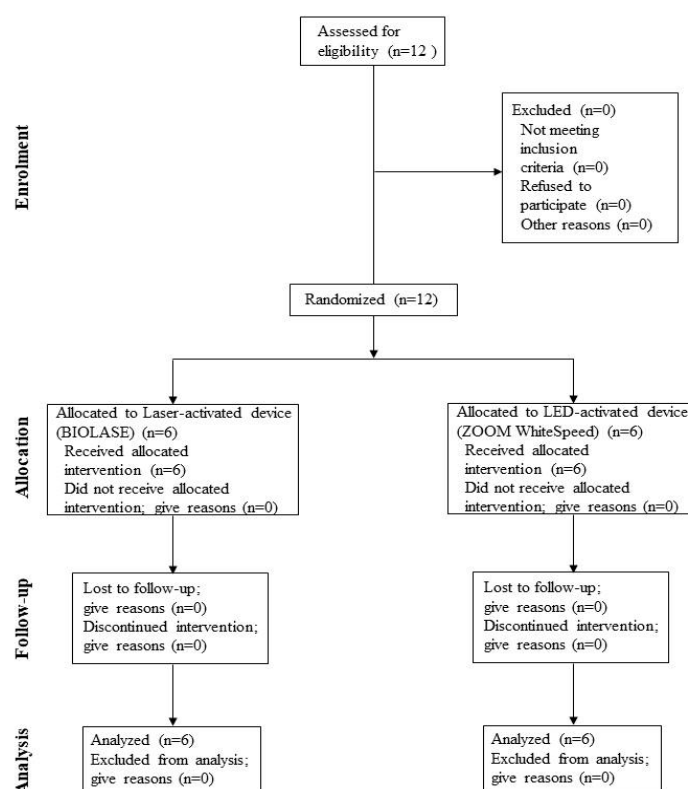 Assessed for
eligibility (n=12 )
Enrolment
Excluded (n=0)
Not meeting
inclusion
criteria (n=0)
Refused to
participate (n=0)
Other reasons (n=0)
Randomized (n=12)
Allocation
Allocated to Laser-activated device
(BIOLASE) (n=6)
Received allocated
intervention (n=6)
Did not receive allocated
intervention; give reasons (n=0)
Allocated to LED-activated device
(ZOOM WhiteSpeed) (n=6)
Received allocated
intervention (n=6)
Did not receive allocated
intervention; give reasons (n=0)
Follow-up
Lost to follow-up;
give reasons (n=0)
Discontinued intervention;
give reasons (n=0)
Lost to follow-up;
give reasons (n=0)
Discontinued intervention;
give reasons (n=0)
Analysis
Analyzed (n=6)
Excluded from analysis;
give reasons (n=0)
Analyzed (n=6)
Excluded from analysis;
give reasons (n=0)